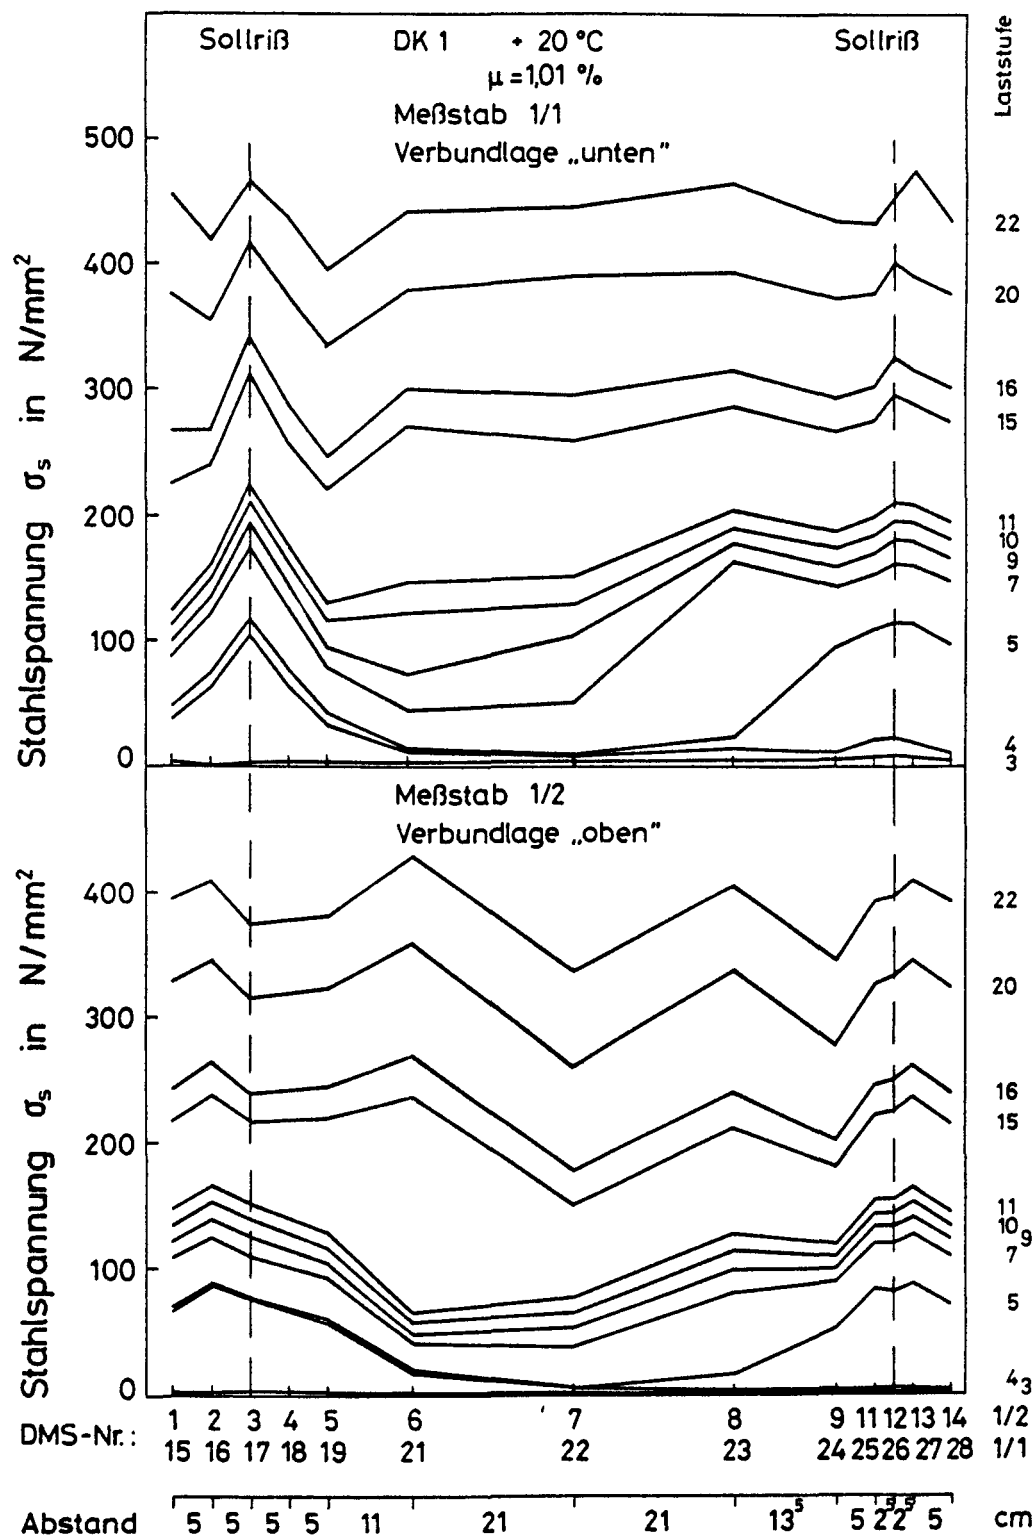 Sollriß DK 1 + 20 °C Sollriß
Laststufe
μ = 1,01 %
Meßstab 1/1
Verbundlage „unten”
Stahlspannung σs in N/mm²
500
400
300
200
100
0
22
20
16
15
11
10
9
7
5
4
3
Meßstab 1/2
Verbundlage „oben”
Stahlspannung σs in N/mm²
400
300
200
100
0
22
20
16
15
11
10 9
7
5
4 3
DMS-Nr.:
1 2 3 4 5 6 7 8 9 11 12 13 14 1/2
15 16 17 18 19 21 22 23 24 25 26 27 28 1/1
Abstand 5 5 5 5 11 21 21 13⁵ 5 2⁵ 2⁵ 5 cm